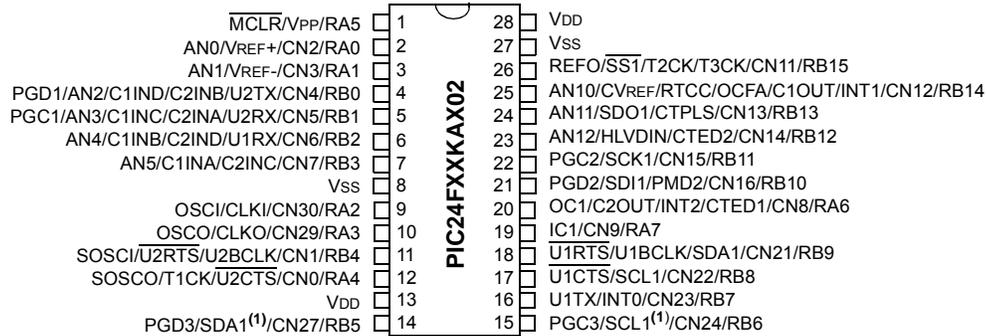 MCLR/VPP/RA5 1
AN0/VREF+/CN2/RA0 2
AN1/VREF-/CN3/RA1 3
PGD1/AN2/C1IND/C2INB/U2TX/CN4/RB0 4
PGC1/AN3/C1INC/C2INA/U2RX/CN5/RB1 5
AN4/C1INB/C2IND/U1RX/CN6/RB2 6
AN5/C1INA/C2INC/CN7/RB3 7
VSS 8
OSCI/CLKI/CN30/RA2 9
OSCO/CLKO/CN29/RA3 10
SOSCI/U2RTS/U2BCLK/CN1/RB4 11
SOSCO/T1CK/U2CTS/CN0/RA4 12
VDD 13
PGD3/SDA1(1)/CN27/RB5 14
PIC24FXXKAX02
28 VDD
27 VSS
26 REFO/SS1/T2CK/T3CK/CN11/RB15
25 AN10/CVREF/RTCC/OCFA/C1OUT/INT1/CN12/RB14
24 AN11/SDO1/CTPLS/CN13/RB13
23 AN12/HLVDIN/CTED2/CN14/RB12
22 PGC2/SCK1/CN15/RB11
21 PGD2/SDI1/PMD2/CN16/RB10
20 OC1/C2OUT/INT2/CTED1/CN8/RA6
19 IC1/CN9/RA7
18 U1RTS/U1BCLK/SDA1/CN21/RB9
17 U1CTS/SCL1/CN22/RB8
16 U1TX/INT0/CN23/RB7
15 PGC3/SCL1(1)/CN24/RB6